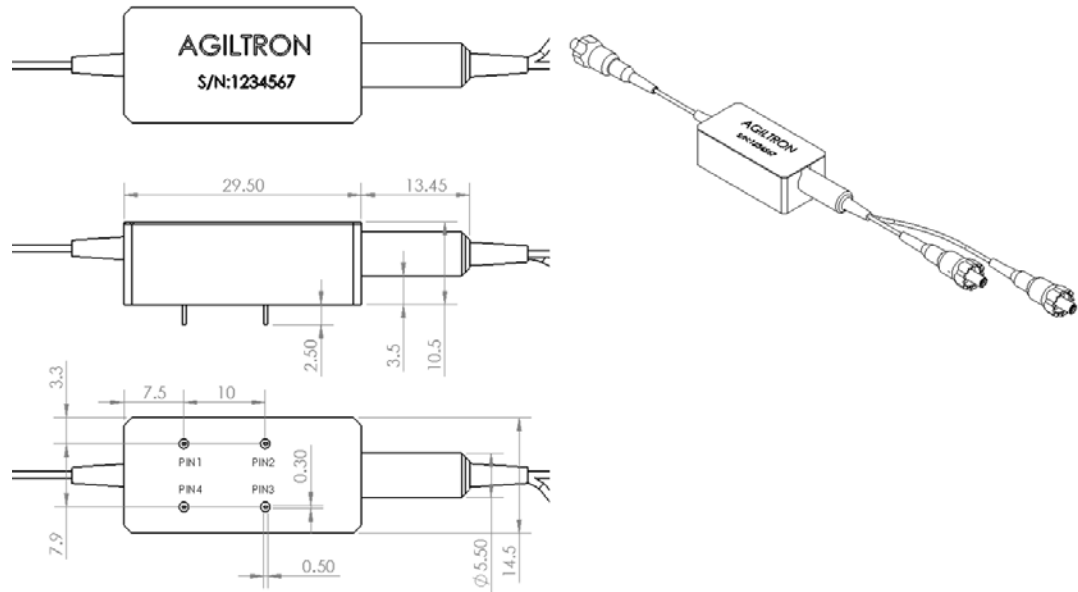 AGILTRON
S/N:1234567
AGILTRON
S/N:1234567
29.50
13.45
2.50
3.5
10.5
3.3
7.5
10
PIN1
PIN2
0.30
PIN4
PIN3
7.9
0.50
Ø5.50
14.5